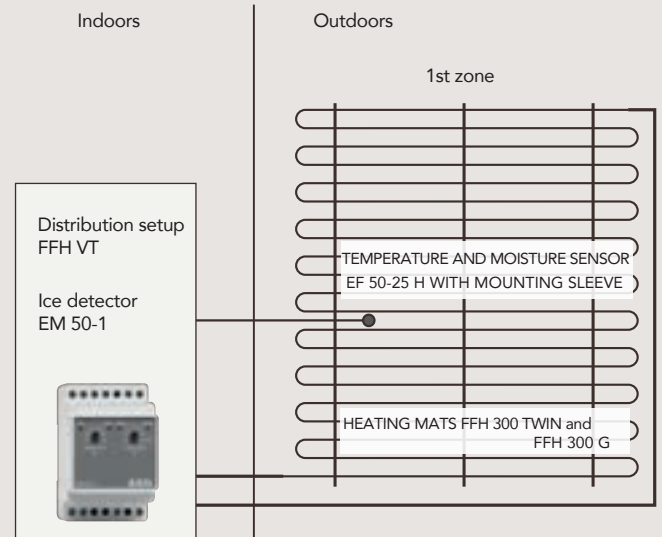 Indoors
Outdoors
1st zone
Distribution setup
FFH VT
Ice detector
EM 50-1
TEMPERATURE AND MOISTURE SENSOR
EF 50-25 H WITH MOUNTING SLEEVE
HEATING MATS FFH 300 TWIN and
FFH 300 G